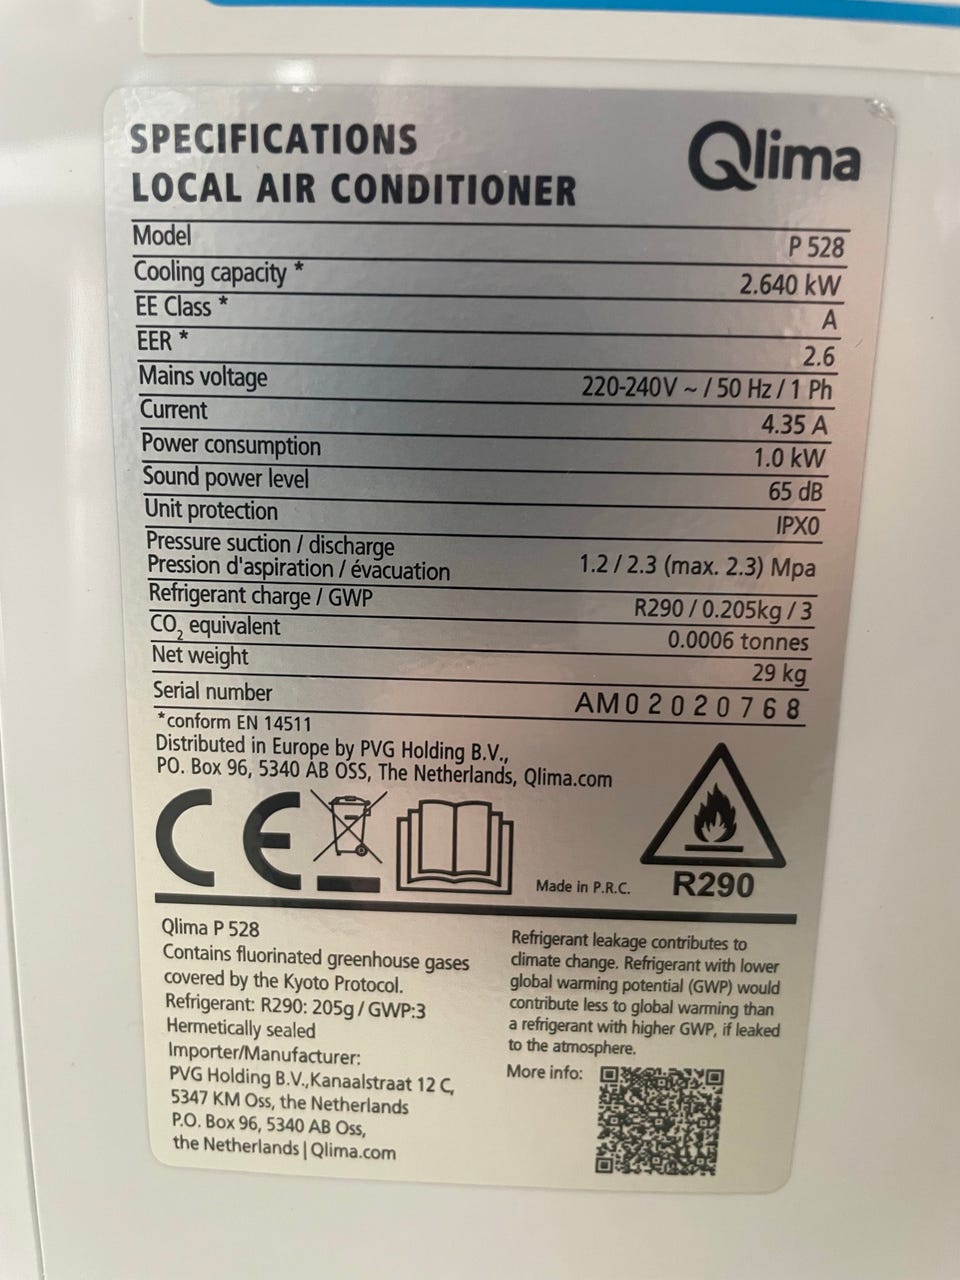 SPECIFICATIONS
LOCAL AIR CONDITIONER
Qlima
Model P 528
Cooling capacity * 2.640 kW
EE Class * A
EER * 2.6
Mains voltage 220-240V ~ / 50 Hz / 1 Ph
Current 4.35 A
Power consumption 1.0 kW
Sound power level 65 dB
Unit protection IPX0
Pressure suction / discharge
Pression d'aspiration / évacuation 1.2 / 2.3 (max. 2.3) Mpa
Refrigerant charge / GWP R290 / 0.205kg / 3
CO₂ equivalent 0.0006 tonnes
Net weight 29 kg
Serial number AM02020768
*conform EN 14511
Distributed in Europe by PVG Holding B.V.,
PO. Box 96, 5340 AB OSS, The Netherlands, Qlima.com
CE
Made in P.R.C.
R290
Qlima P 528
Contains fluorinated greenhouse gases
covered by the Kyoto Protocol.
Refrigerant: R290: 205g / GWP:3
Hermetically sealed
Importer/Manufacturer:
PVG Holding B.V.,Kanaalstraat 12 C,
5347 KM Oss, the Netherlands
P.O. Box 96, 5340 AB Oss,
the Netherlands | Qlima.com
Refrigerant leakage contributes to
climate change. Refrigerant with lower
global warming potential (GWP) would
contribute less to global warming than
a refrigerant with higher GWP, if leaked
to the atmosphere.
More info: